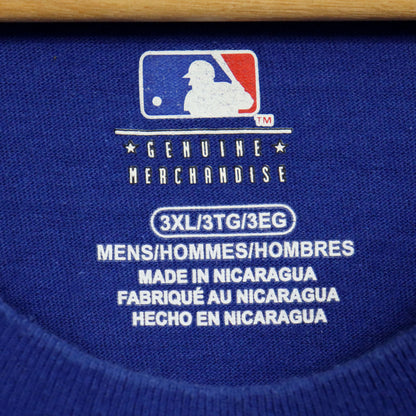 TM
★ GENUINE ★
MERCHANDISE
3XL/3TG/3EG
MENS/HOMMES/HOMBRES
MADE IN NICARAGUA
FABRIQUÉ AU NICARAGUA
HECHO EN NICARAGUA